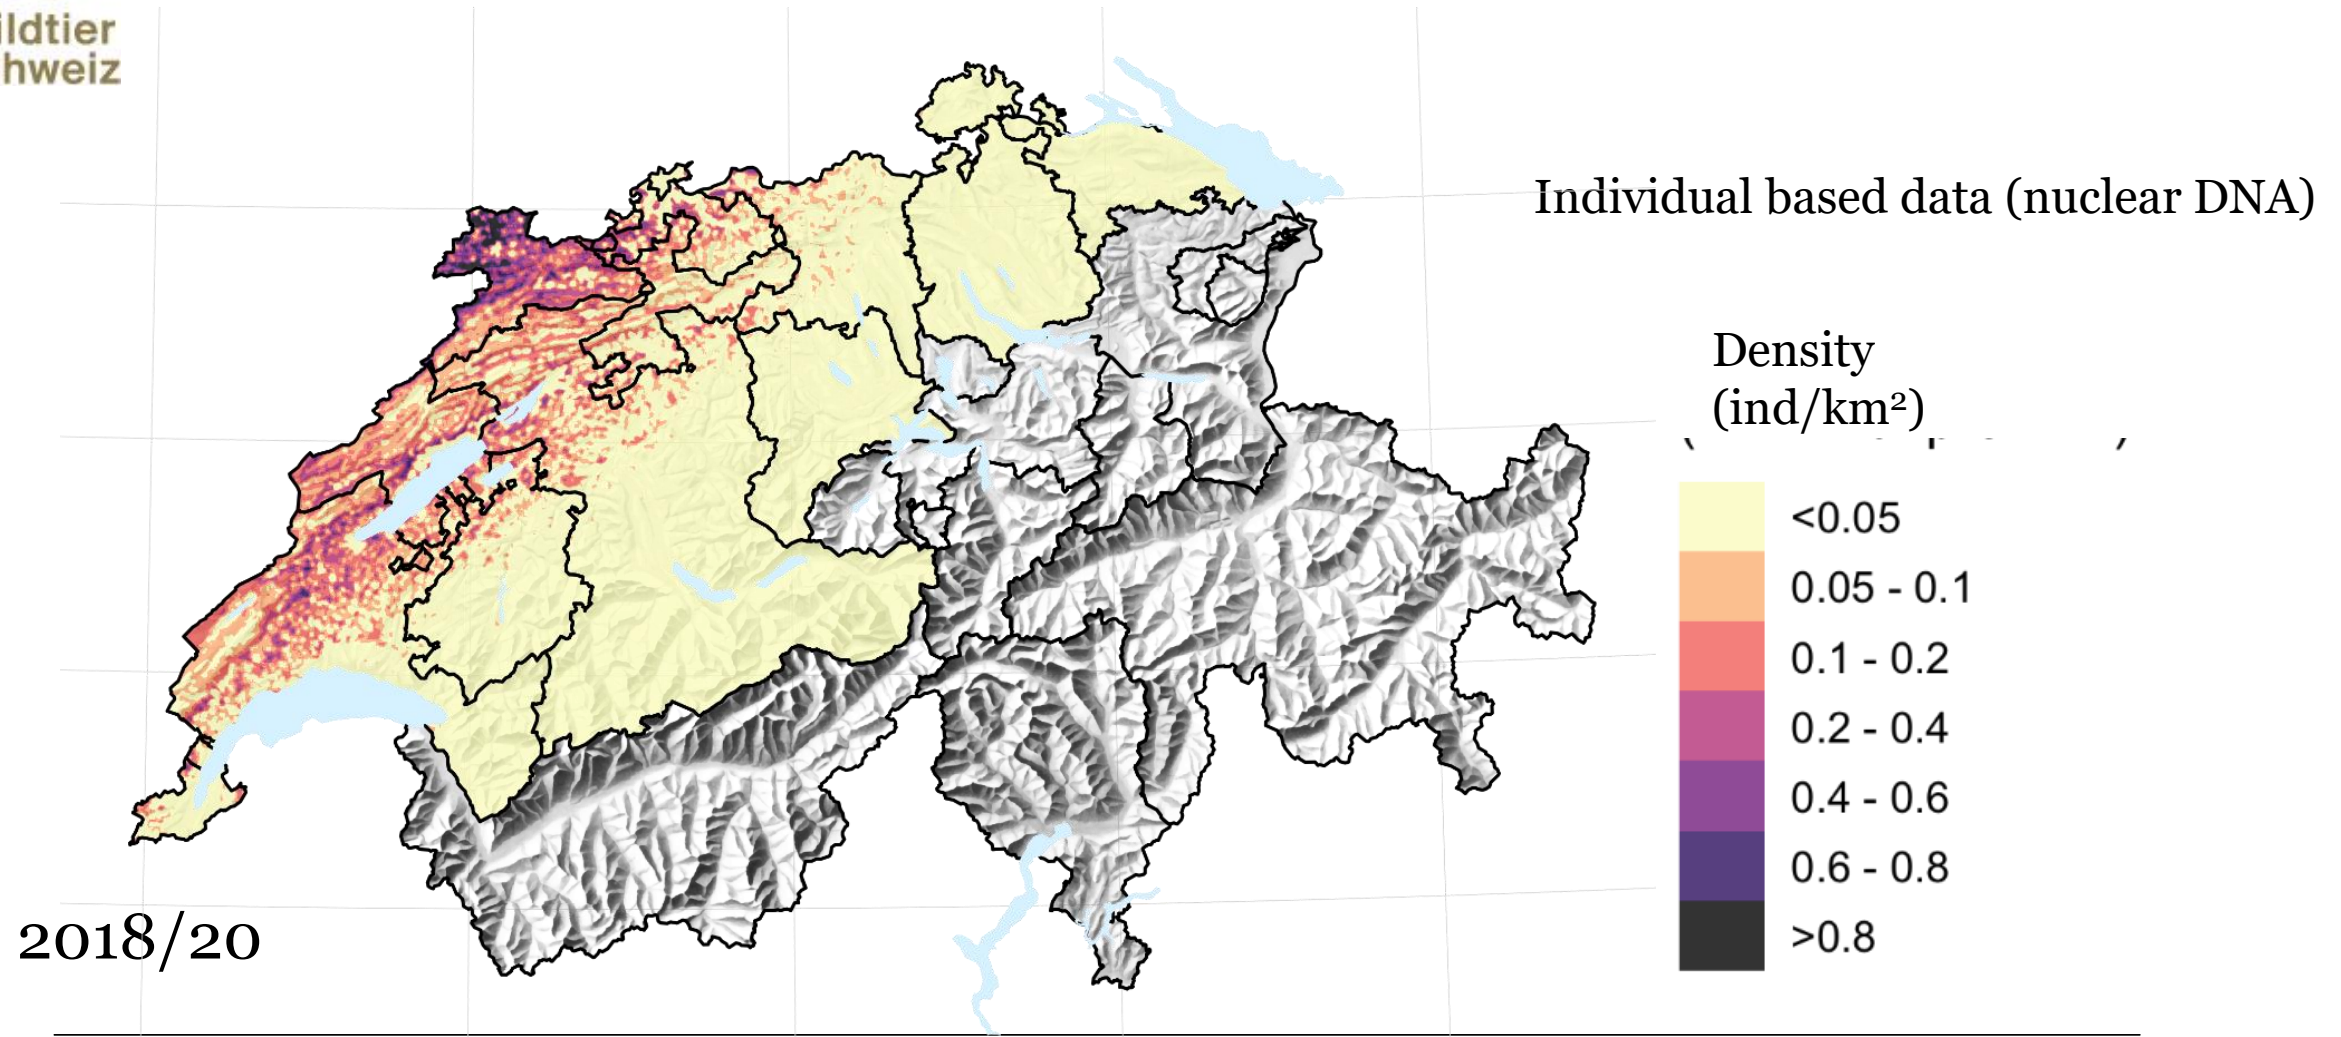 ildtier
hweiz
Individual based data (nuclear DNA)
Density
(ind/km²)
<0.05
0.05 - 0.1
0.1 - 0.2
0.2 - 0.4
0.4 - 0.6
0.6 - 0.8
>0.8
2018/20